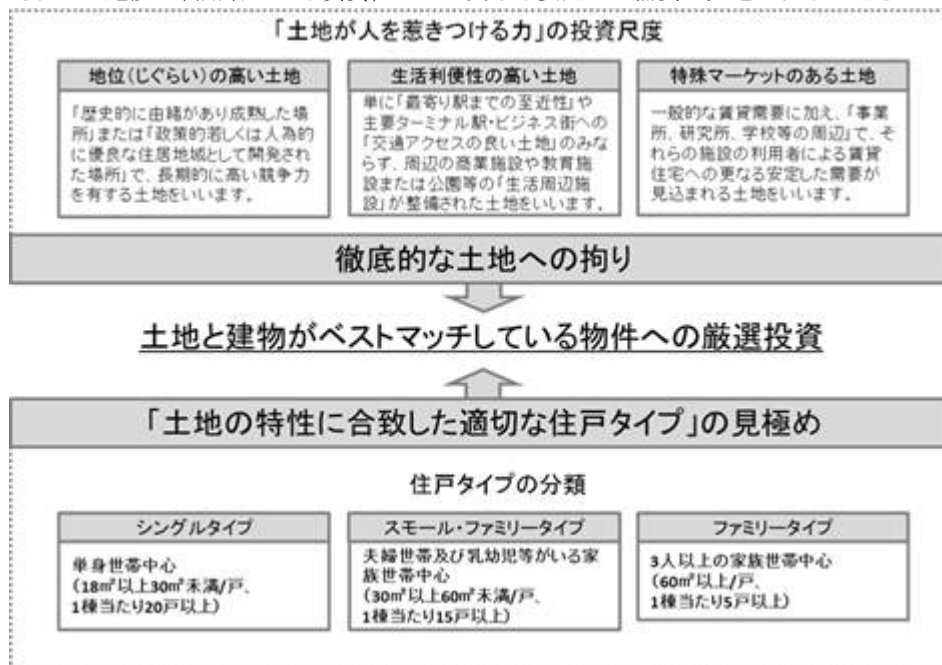 「土地が人を惹きつける力」の投資尺度
地位(じぐらい)の高い土地
「歴史的に由緒があり成熟した場
所」または「政策的若しくは人為的
に優良な住居地域として開発され
た場所」で、長期的に高い競争力
を有する土地をいいます。
生活利便性の高い土地
単に「最寄り駅までの至近性」や
主要ターミナル駅・ビジネス街への
「交通アクセスの良い土地」のみな
らず、周辺の商業施設や教育施
設または公園等の「生活周辺施
設」が整備された土地をいいます。
特殊マーケットのある土地
一般的な賃貸需要に加え、「事業
所、研究所、学校等の周辺」で、そ
れらの施設の利用者による賃貸
住宅への更なる安定した需要が
見込まれる土地をいいます。
徹底的な土地への拘り
土地と建物がベストマッチしている物件への厳選投資
「土地の特性に合致した適切な住戸タイプ」の見極め
住戸タイプの分類
シングルタイプ
単身世帯中心
(18㎡以上30㎡未満/戸、
1棟当たり20戸以上)
スモール・ファミリータイプ
夫婦世帯及び乳幼児等がいる家
族世帯中心
(30㎡以上60㎡未満/戸、
1棟当たり15戸以上)
ファミリータイプ
3人以上の家族世帯中心
(60㎡以上/戸、
1棟当たり5戸以上)